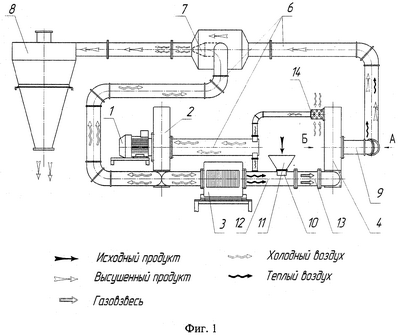 8
7
6
14
1
2
Б
А
3
12
11
10
13
4
9
Исходный продукт
Холодный воздух
Высушенный продукт
Теплый воздух
Газовзвесь
Фиг. 1